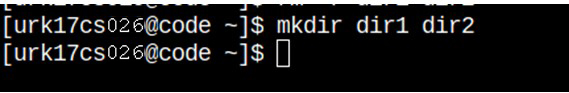 [urk17cs026@code ~]$ mkdir dir1 dir2
[urk17cs026@code ~]$